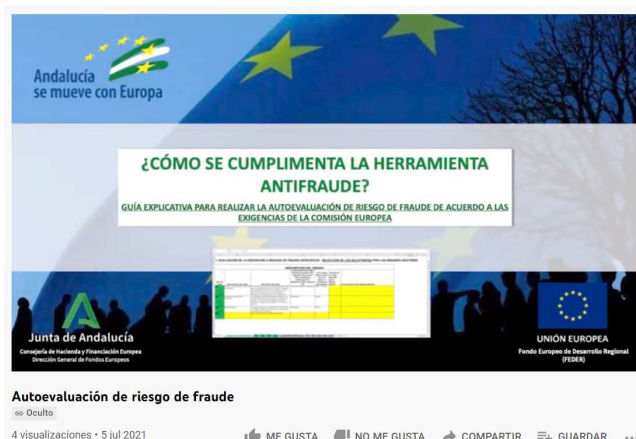 Andalucía
se mueve con Europa
¿CÓMO SE CUMPLIMENTA LA HERRAMIENTA
ANTIFRAUDE?
GUÍA EXPLICATIVA PARA REALIZAR LA AUTOEVALUACIÓN DE RIESGO DE FRAUDE DE ACUERDO A LAS
EXIGENCIAS DE LA COMISIÓN EUROPEA
Junta de Andalucía
Consejería de Hacienda y Financiación Europea
Dirección General de Fondos Europeos
UNIÓN EUROPEA
Fondo Europeo de Desarrollo Regional
(FEDER)
Autoevaluación de riesgo de fraude
Oculto
4 visualizaciones • 5 jul 2021
ME GUSTA
NO ME GUSTA
COMPARTIR
GUARDAR